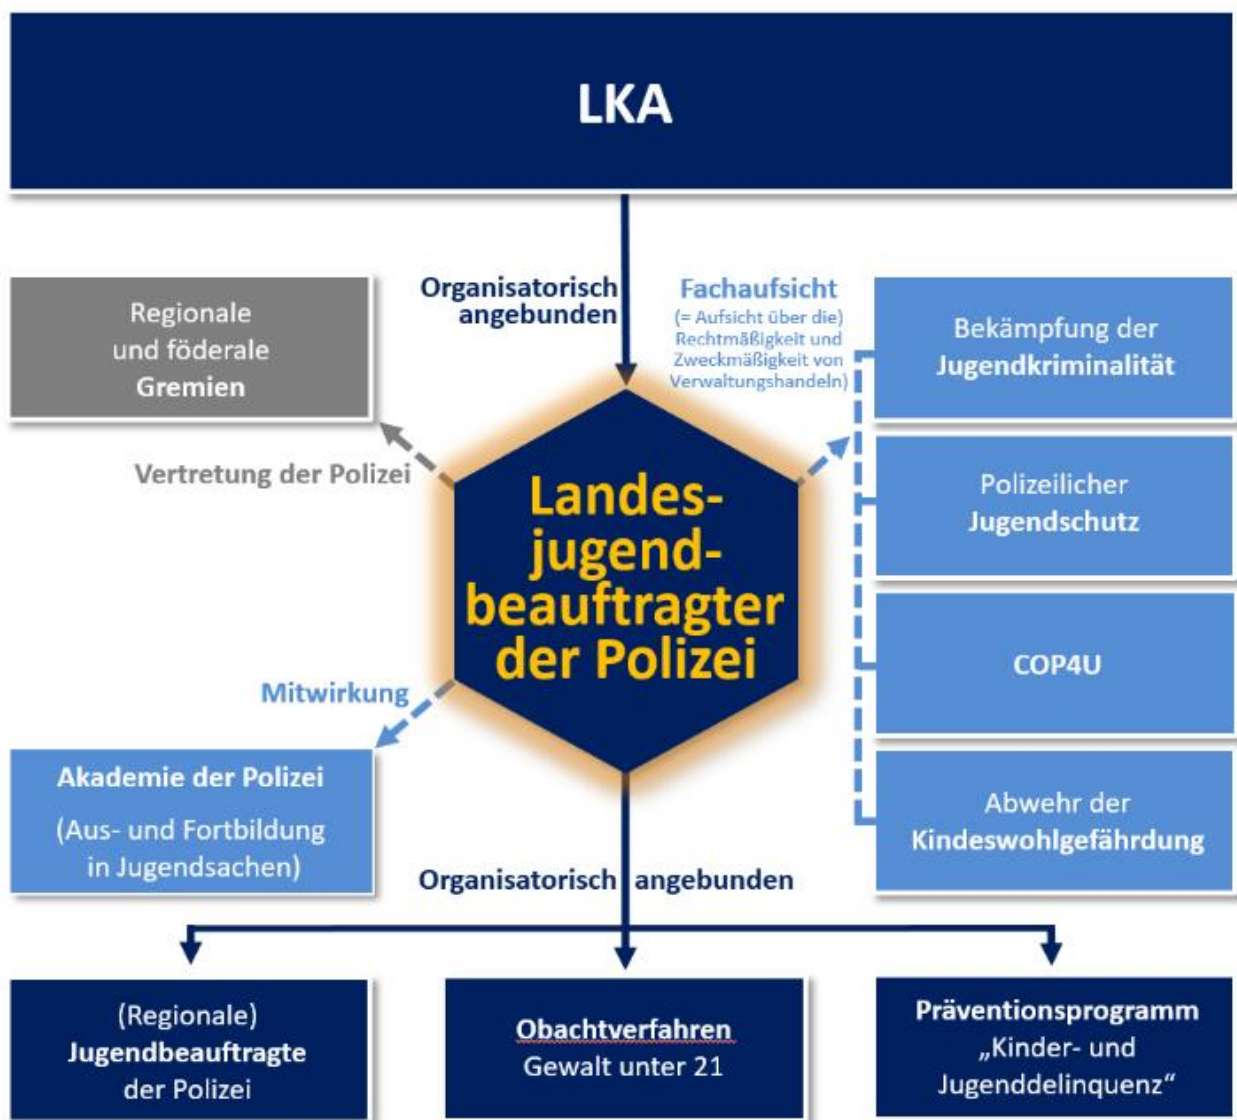 LKA
Organisatorisch
angebunden
Fachaufsicht
(= Aufsicht über die)
Rechtmäßigkeit und
Zweckmäßigkeit von
Verwaltungshandeln)
Regionale
und föderale
Gremien
Vertretung der Polizei
Bekämpfung der
Jugendkriminalität
Polizeilicher
Jugendschutz
COP4U
Abwehr der
Kindeswohlgefährdung
Landes-
jugend-
beauftragter
der Polizei
Mitwirkung
Akademie der Polizei
(Aus- und Fortbildung
in Jugendsachen)
Organisatorisch angebunden
(Regionale)
Jugendbeauftragte
der Polizei
Obachtverfahren
Gewalt unter 21
Präventionsprogramm
„Kinder- und
Jugenddelinquenz“